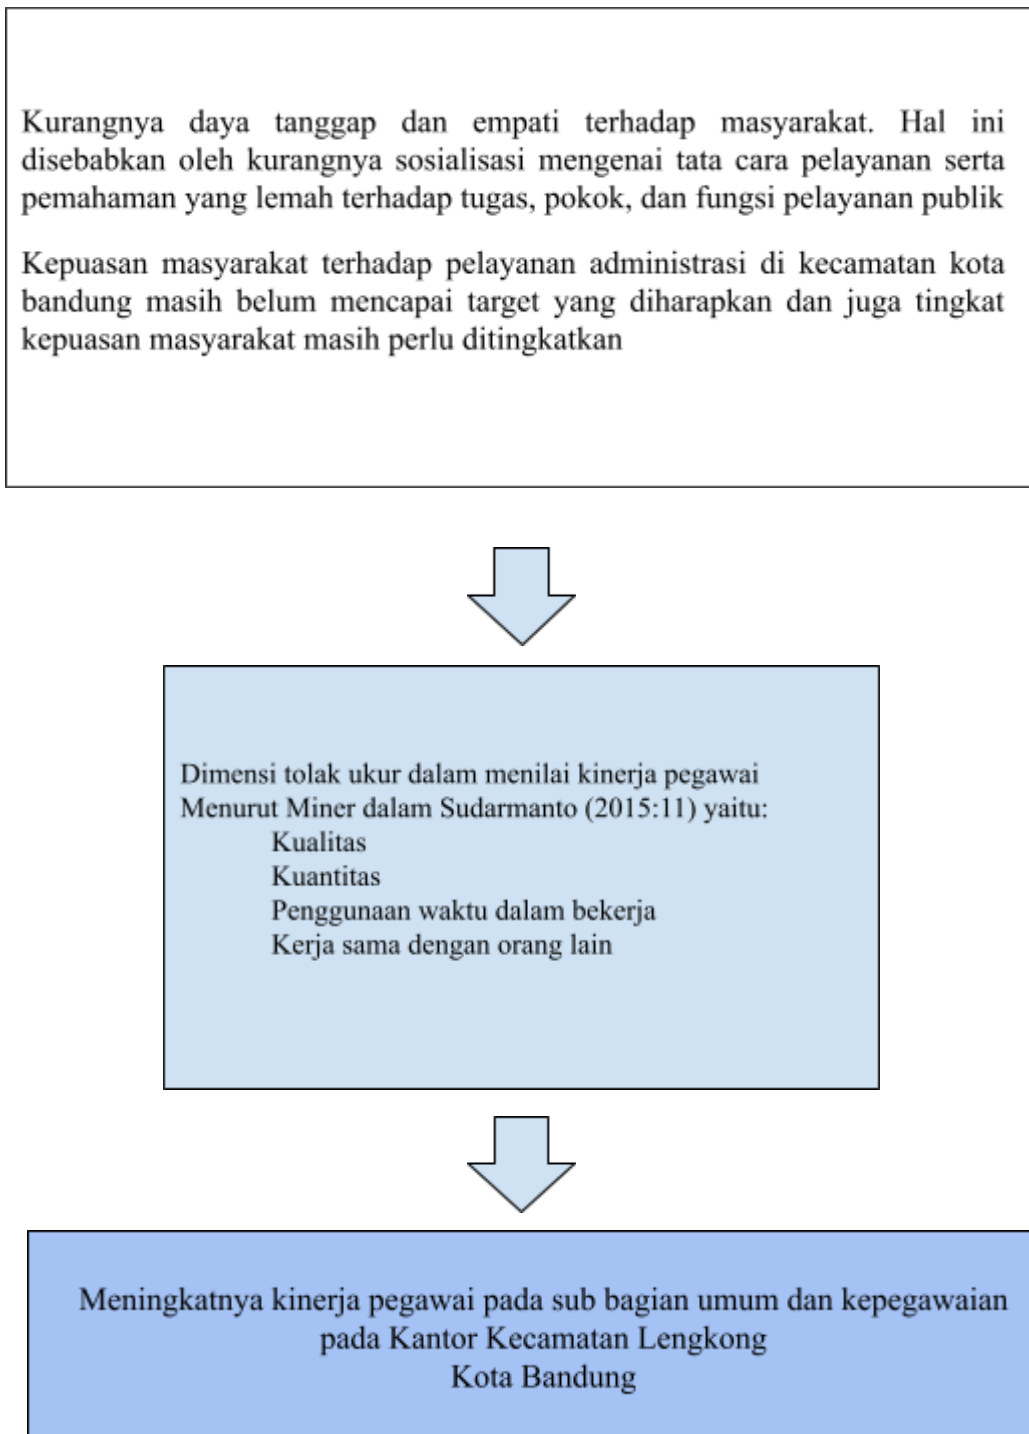 Kurangnya daya tanggap dan empati terhadap masyarakat. Hal ini
disebabkan oleh kurangnya sosialisasi mengenai tata cara pelayanan serta
pemahaman yang lemah terhadap tugas, pokok, dan fungsi pelayanan publik
Kepuasan masyarakat terhadap pelayanan administrasi di kecamatan kota
bandung masih belum mencapai target yang diharapkan dan juga tingkat
kepuasan masyarakat masih perlu ditingkatkan
Dimensi tolak ukur dalam menilai kinerja pegawai
Menurut Miner dalam Sudarmanto (2015:11) yaitu:
Kualitas
Kuantitas
Penggunaan waktu dalam bekerja
Kerja sama dengan orang lain
Meningkatnya kinerja pegawai pada sub bagian umum dan kepegawaian
pada Kantor Kecamatan Lengkong
Kota Bandung